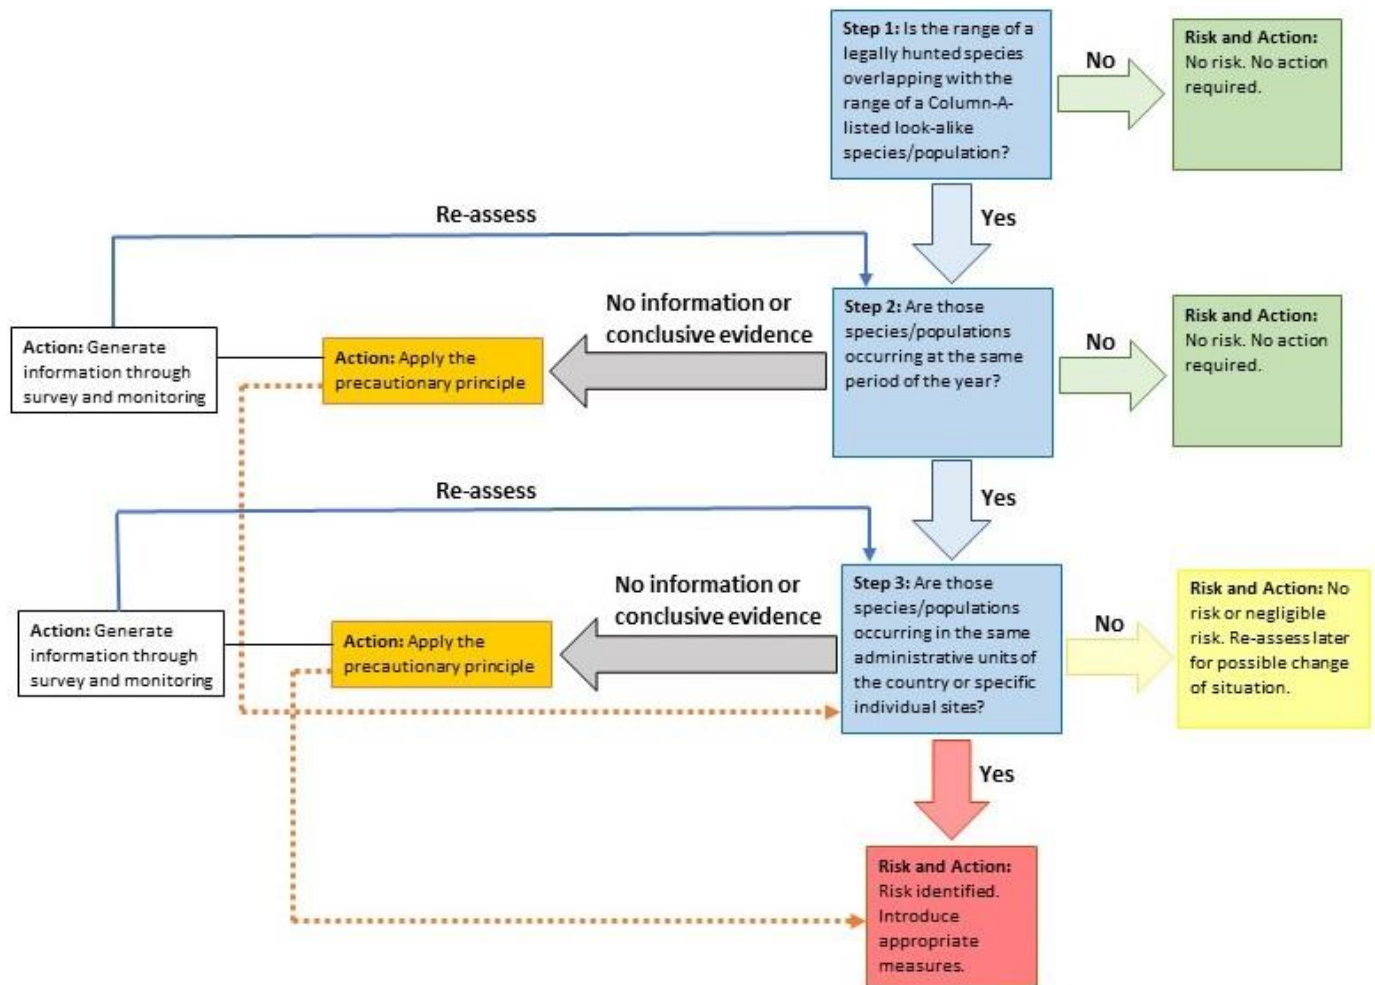 Step 1: Is the range of a
legally hunted species
overlapping with the
range of a Column-A-
listed look-alike
species/population?
No
Risk and Action:
No risk. No action
required.
Yes
Re-assess
Step 2: Are those
species/populations
occurring at the same
period of the year?
No information or
conclusive evidence
Action: Apply the
precautionary principle
Action: Generate
information through
survey and monitoring
No
Risk and Action:
No risk. No action
required.
Yes
Re-assess
Step 3: Are those
species/populations
occurring in the same
administrative units of
the country or specific
individual sites?
No information or
conclusive evidence
Action: Apply the
precautionary principle
Action: Generate
information through
survey and monitoring
No
Risk and Action: No
risk or negligible
risk. Re-assess later
for possible change
of situation.
Yes
Risk and Action:
Risk identified.
Introduce
appropriate
measures.